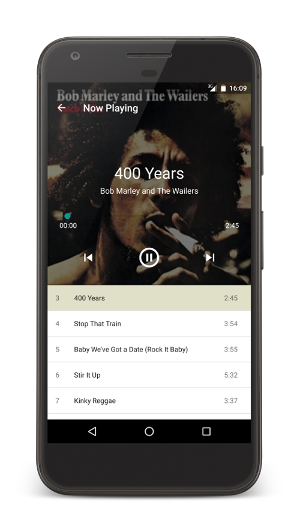 16:09
Bob Marley and The Wailers
Now Playing
400 Years
Bob Marley and The Wailers
00:00 2:45
3 400 Years 2:45
4 Stop That Train 3:54
5 Baby We've Got a Date (Rock It Baby) 3:55
6 Stir It Up 5:32
7 Kinky Reggae 3:37